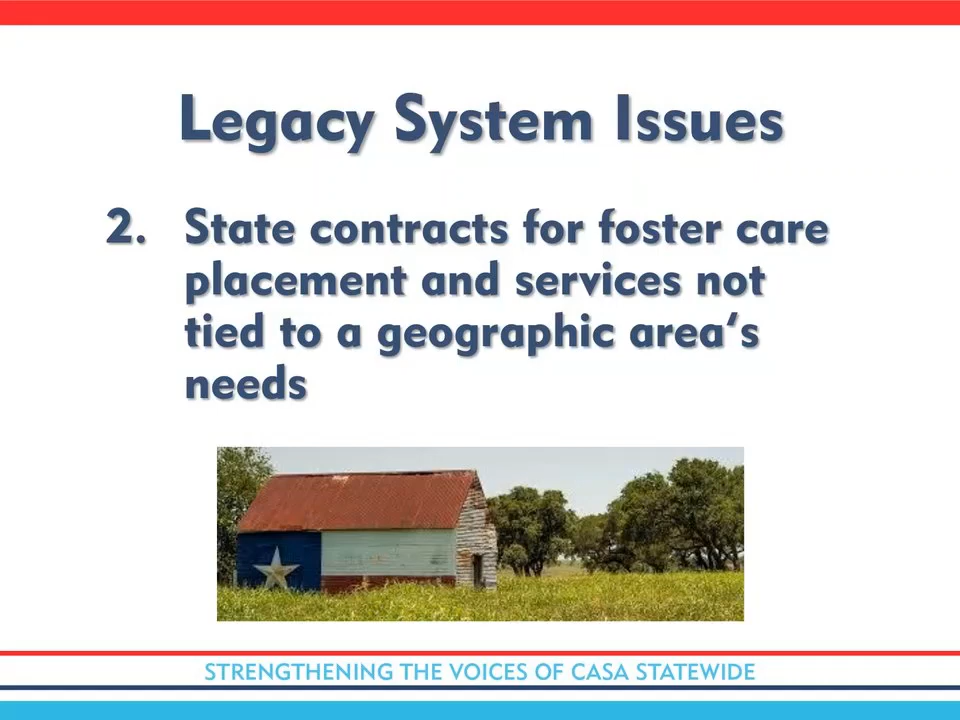 Legacy System Issues
2. State contracts for foster care
placement and services not
tied to a geographic area's
needs
STRENGTHENING THE VOICES OF CASA STATEWIDE